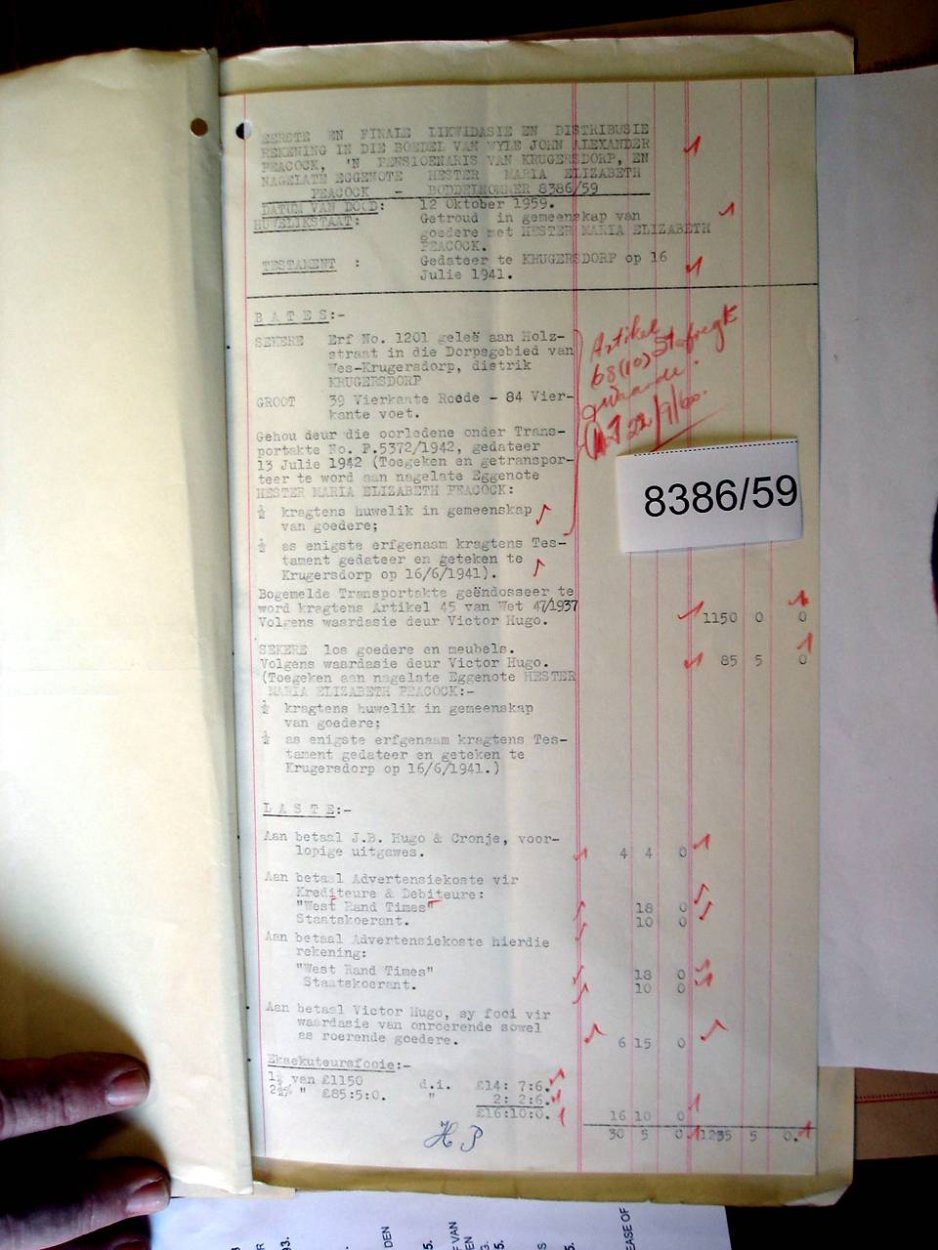 EERSTE EN FINALE LIKWIDASIE EN DISTRIBUSIE
REKENING IN DIE BOEDEL VAN WYLE JOHN ALEXANDER
PEACOCK, 'N PENSIOENARIS VAN KRUGERSDORP, EN
NAGELATE EGGENOTE HESTER MARIA ELIZABETH
PEACOCK - BODDELNOMMER 8386/59
DATUM VAN DOOD: 12 Oktober 1959.
HUWELIKSTAAT: Getroud in gemeenskap van
goedere met HESTER MARIA ELIZABETH
PEACOCK.
TESTAMENT : Gedateer te KRUGERSDORP op 16
Julie 1941.
BATES:-
SEKERE Erf No. 1201 geleë aan Holz-
straat in die Dorpsgebied van
Wes-Krugersdorp, distrik
KRUGERSDORP
GROOT 39 Vierkante Roede - 84 Vier-
kante voet.
Artikel
68(10)
22/9/60.
Gehou deur die oorledene onder Trans-
portakte No. P.5372/1942, gedateer
13 Julie 1942 (Toegeken en getranspor-
teer te word aan nagelate Eggenote
HESTER MARIA ELIZABETH PEACOCK:
8386/59
½ kragtens huwelik in gemeenskap
van goedere;
½ as enigste erfgenaam kragtens Tes-
tament gedateer en geteken te
Krugersdorp op 16/6/1941).
Bogemelde Transportakte geëndosseer te
word kragtens Artikel 45 van Wet 47/1937
Volgens waardasie deur Victor Hugo. 1150 0 0
SEKERE los goedere en meubels.
Volgens waardasie deur Victor Hugo. 85 5 0
(Toegeken aan nagelate Eggenote HESTER
MARIA ELIZABETH PEACOCK:-
½ kragtens huwelik in gemeenskap
van goedere;
½ as enigste erfgenaam kragtens Tes-
tament gedateer en geteken te
Krugersdorp op 16/6/1941.)
LASTE:-
Aan betaal J.B. Hugo & Cronje, voor-
lopige uitgawes. 4 4 0
Aan betaal Advertensiekoste vir
Krediteure & Debiteure:
"West Rand Times" 18 0
Staatskoerant. 10 0
Aan betaal Advertensiekoste hierdie
rekening:
"West Rand Times" 18 0
Staatskoerant. 10 0
Aan betaal Victor Hugo, sy fooi vir
waardasie van onroerende sowel
as roerende goedere. 6 15 0
Eksekuteursfooie:-
1¼ van £1150 d.i. £14: 7:6.
2½% " £85:5:0. " 2: 2:6.
£16:10:0. 16 10 0
30 5 0 1235 5 0.
H P